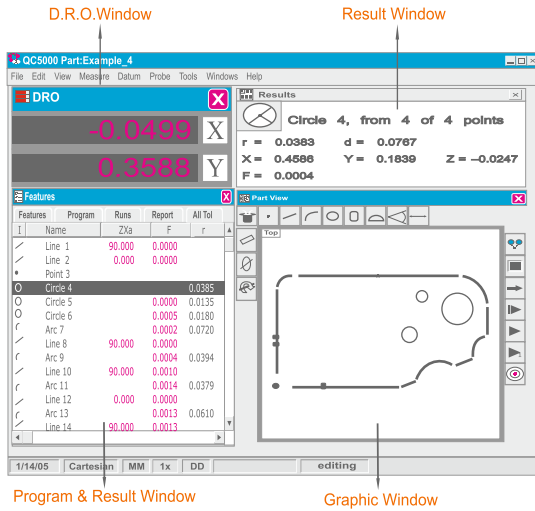 D.R.O.Window
Result Window
QC5000 Part:Example_4
File Edit View Measure Datum Probe Tools Windows Help
DRO
X
-0.0499 X
0.3588 Y
Results
Circle 4, from 4 of 4 points
r = 0.0383 d = 0.0767
X = 0.4586 Y = 0.1839 Z = –0.0247
F = 0.0004
Features
Features Program Runs Report All Tol
I Name ZXa F r
Line 1 90.000 0.0000
Line 2 0.000 0.0000
Point 3
Circle 4 0.0385
Circle 5 0.0000 0.0135
Circle 6 0.0005 0.0180
Arc 7 0.0002 0.0720
Line 8 90.000 0.0000
Arc 9 0.0004 0.0394
Line 10 90.000 0.0010
Arc 11 0.0014 0.0379
Line 12 0.000 0.0000
Arc 13 0.0013 0.0610
Line 14 90.000 0.0013
Part View
Top
1/14/05 Cartesian MM 1x DD editing
Program & Result Window
Graphic Window